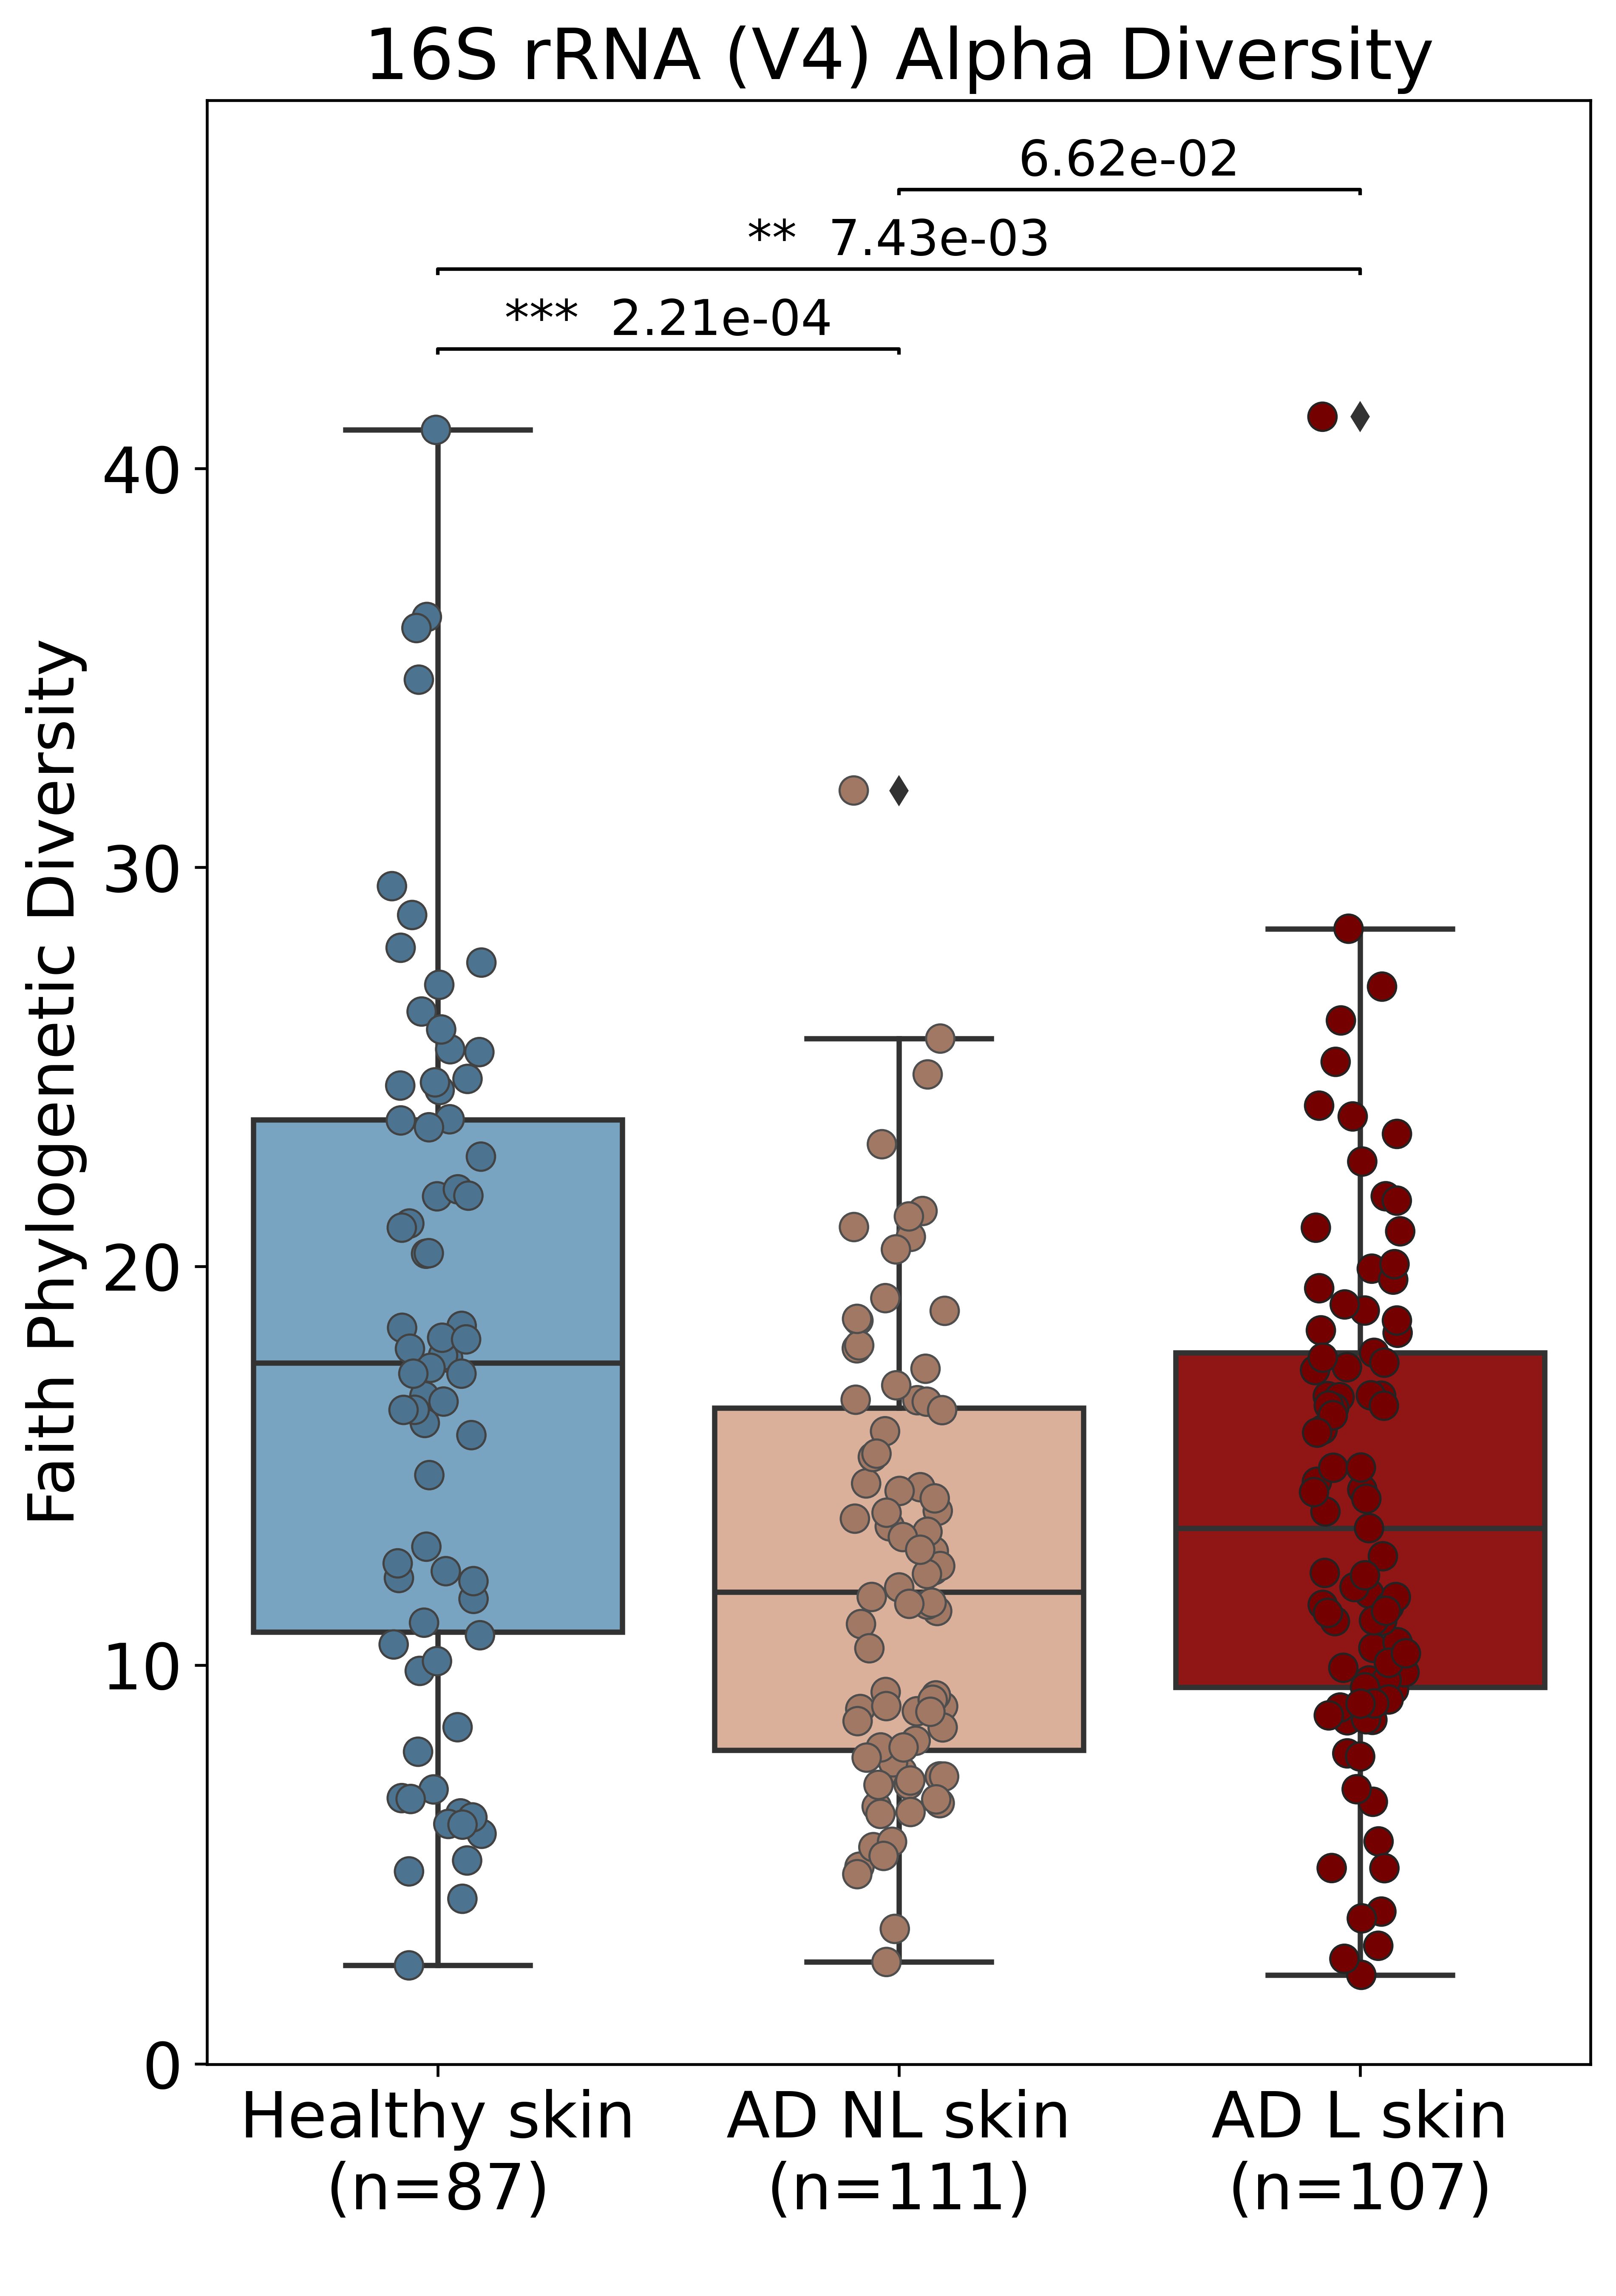 16S rRNA (V4) Alpha Diversity
6.62e-02
** 7.43e-03
*** 2.21e-04
Faith Phylogenetic Diversity
40
30
20
10
0
Healthy skin
(n=87)
AD NL skin
(n=111)
AD L skin
(n=107)